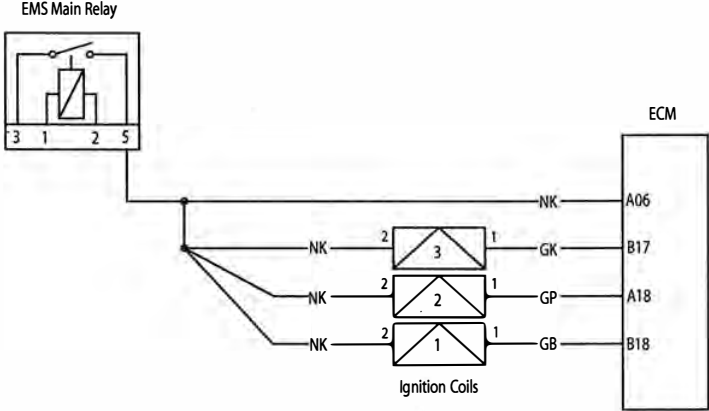 EMS Main Relay
3 1 2 5
ECM
NK A06
2 1
NK 3 GK B17
2 1
NK 2 GP A18
2 1
NK 1 GB B18
Ignition Coils